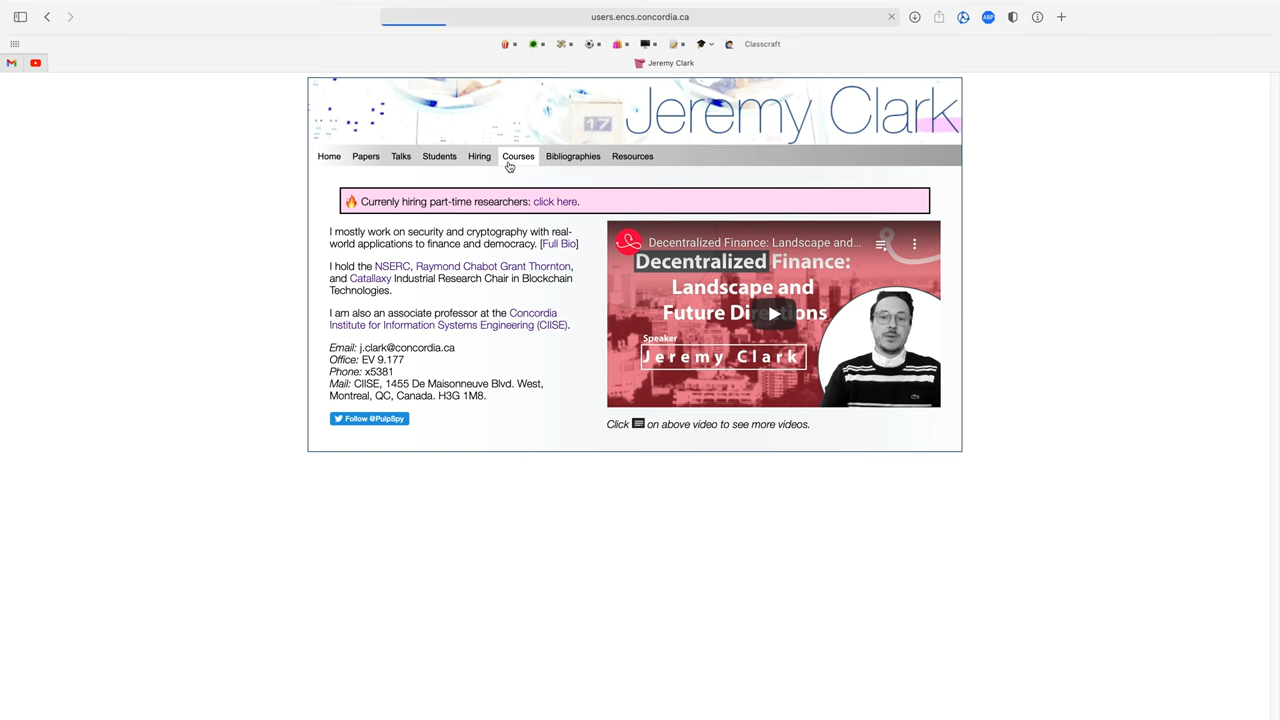 users.encs.concordia.ca
ABP
Classcraft
Jeremy Clark
17
Jeremy Clark
Home Papers Talks Students Hiring Courses Bibliographies Resources
Currenly hiring part-time researchers: click here.
I mostly work on security and cryptography with real-
world applications to finance and democracy. [Full Bio]
I hold the NSERC, Raymond Chabot Grant Thornton,
and Catallaxy Industrial Research Chair in Blockchain
Technologies.
I am also an associate professor at the Concordia
Institute for Information Systems Engineering (CIISE).
Email: j.clark@concordia.ca
Office: EV 9.177
Phone: x5381
Mail: CIISE, 1455 De Maisonneuve Blvd. West,
Montreal, QC, Canada. H3G 1M8.
Follow @PulpSpy
Decentralized Finance: Landscape and...
Decentralized Finance:
Landscape and
Future Directions
Speaker
Jeremy Clark
Click on above video to see more videos.